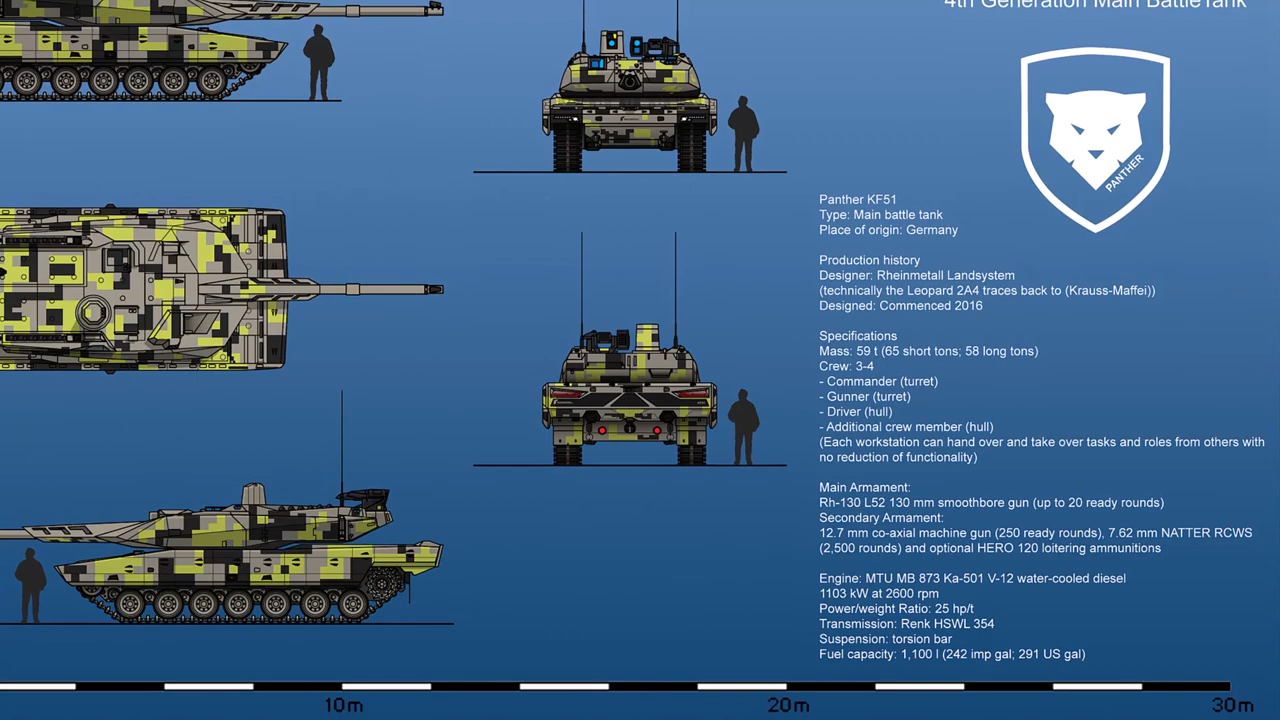 4th Generation Main Battle Tank
PANTHER
Panther KF51
Type: Main battle tank
Place of origin: Germany
Production history
Designer: Rheinmetall Landsystem
(technically the Leopard 2A4 traces back to (Krauss-Maffei))
Designed: Commenced 2016
Specifications
Mass: 59 t (65 short tons; 58 long tons)
Crew: 3-4
- Commander (turret)
- Gunner (turret)
- Driver (hull)
- Additional crew member (hull)
(Each workstation can hand over and take over tasks and roles from others with
no reduction of functionality)
Main Armament:
Rh-130 L52 130 mm smoothbore gun (up to 20 ready rounds)
Secondary Armament:
12.7 mm co-axial machine gun (250 ready rounds), 7.62 mm NATTER RCWS
(2,500 rounds) and optional HERO 120 loitering ammunitions
Engine: MTU MB 873 Ka-501 V-12 water-cooled diesel
1103 kW at 2600 rpm
Power/weight Ratio: 25 hp/t
Transmission: Renk HSWL 354
Suspension: torsion bar
Fuel capacity: 1,100 l (242 imp gal; 291 US gal)
10m 20m 30m